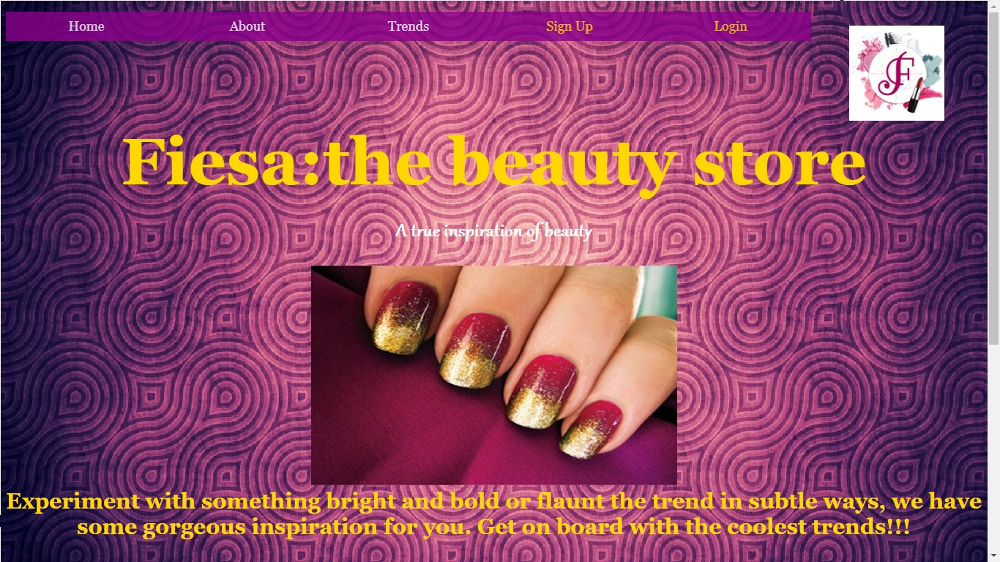 Home About Trends Sign Up Login
F
Fiesa:the beauty store
A true inspiration of beauty
Experiment with something bright and bold or flaunt the trend in subtle ways, we have
some gorgeous inspiration for you. Get on board with the coolest trends!!!